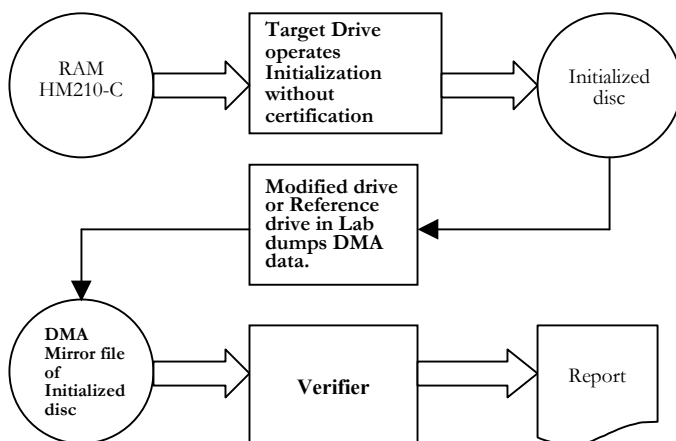 RAM
HM210-C
Target Drive
operates
Initialization
without
certification
Initialized
disc
Modified drive
or Reference
drive in Lab
dumps DMA
data.
DMA
Mirror file
of
Initialized
disc
Verifier
Report